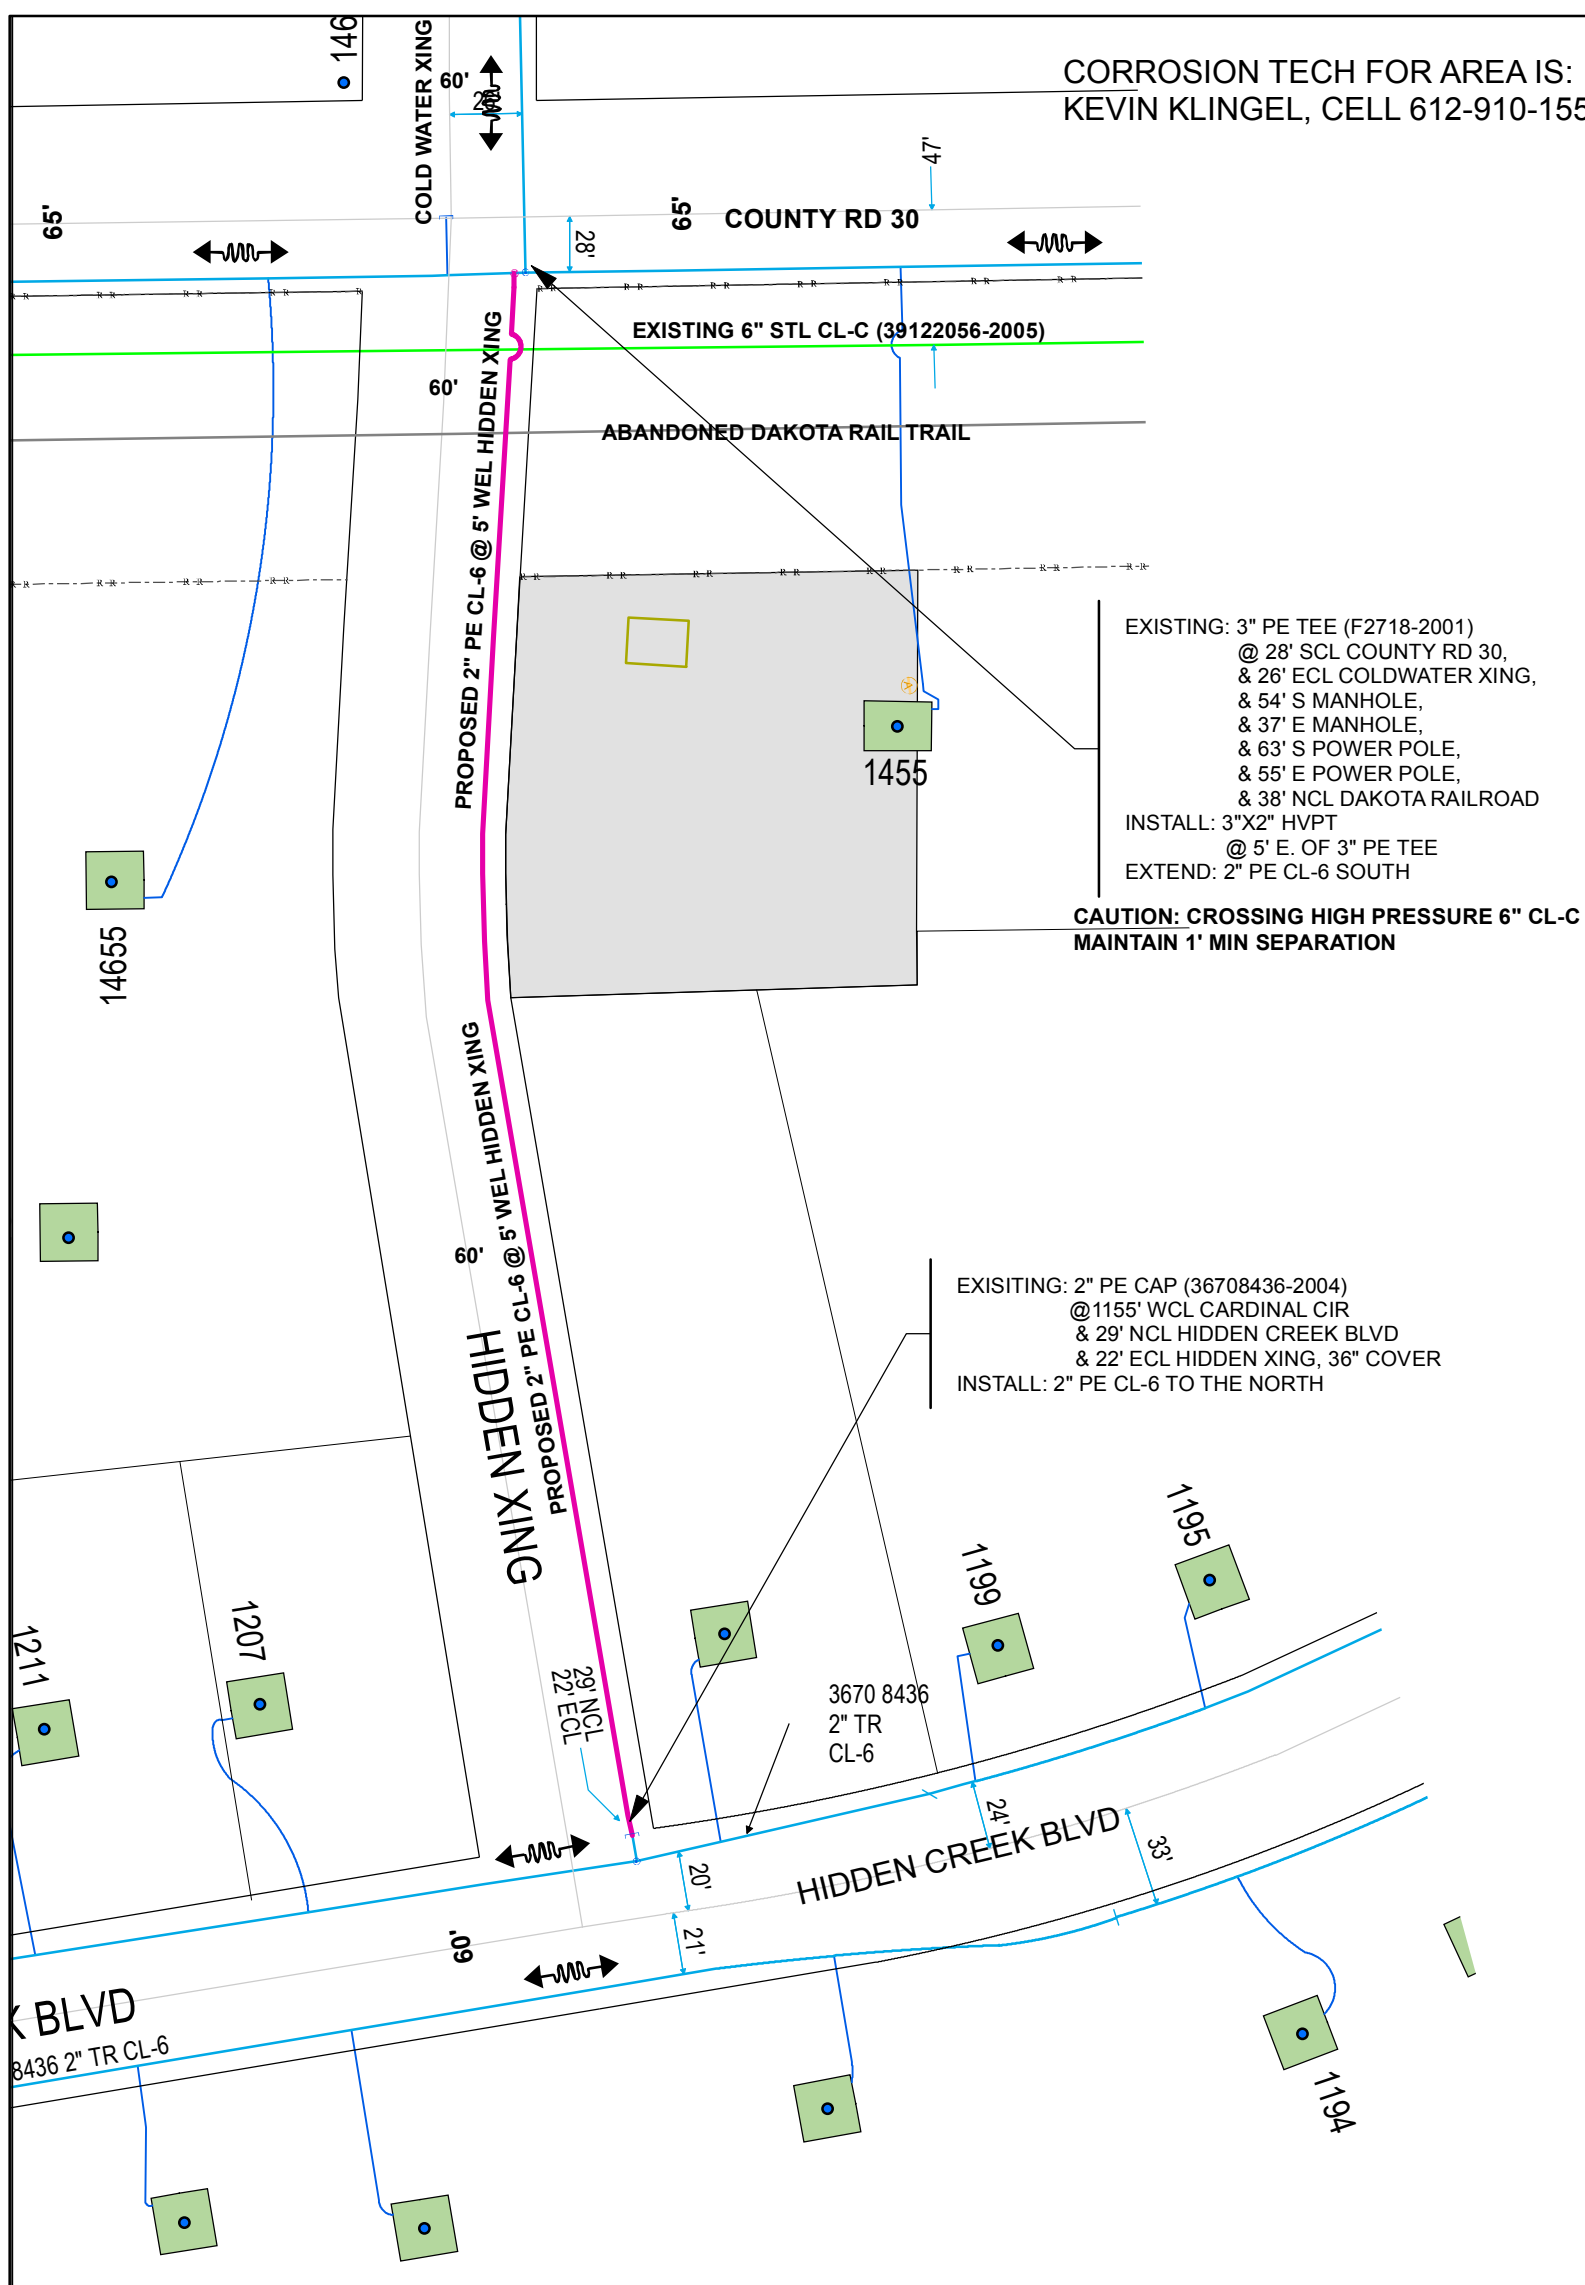 146
COLD WATER XING
60'
CORROSION TECH FOR AREA IS:
KEVIN KLINGEL, CELL 612-910-155
47'
65'
65'
COUNTY RD 30
28'
EXISTING 6" STL CL-C (39122056-2005)
60'
ABANDONED DAKOTA RAIL TRAIL
PROPOSED 2" PE CL-6 @ 5' WEL HIDDEN XING
EXISTING: 3" PE TEE (F2718-2001)
@ 28' SCL COUNTY RD 30,
& 26' ECL COLDWATER XING,
& 54' S MANHOLE,
& 37' E MANHOLE,
& 63' S POWER POLE,
& 55' E POWER POLE,
& 38' NCL DAKOTA RAILROAD
INSTALL: 3"X2" HVPT
@ 5' E. OF 3" PE TEE
EXTEND: 2" PE CL-6 SOUTH
1455
CAUTION: CROSSING HIGH PRESSURE 6" CL-C
MAINTAIN 1' MIN SEPARATION
14655
PROPOSED 2" PE CL-6 @ 5' WEL HIDDEN XING
60'
HIDDEN XING
EXISITING: 2" PE CAP (36708436-2004)
@1155' WCL CARDINAL CIR
& 29' NCL HIDDEN CREEK BLVD
& 22' ECL HIDDEN XING, 36" COVER
INSTALL: 2" PE CL-6 TO THE NORTH
1195
1199
1207
1211
29' NCL
22' ECL
3670 8436
2" TR
CL-6
24'
HIDDEN CREEK BLVD
33'
20'
21'
60'
K BLVD
8436 2" TR CL-6
1194